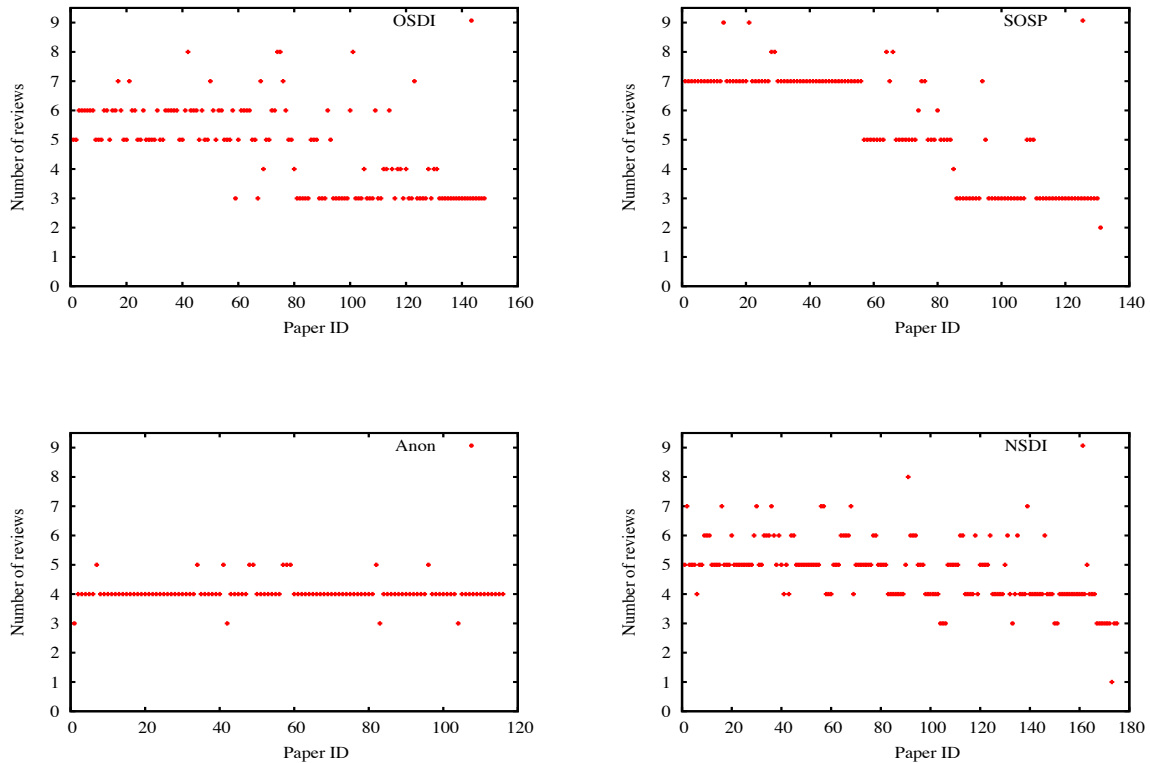 OSDI
9
8
7
6
5
4
3
2
1
0
Number of reviews
0 20 40 60 80 100 120 140 160
Paper ID
SOSP
9
8
7
6
5
4
3
2
1
0
Number of reviews
0 20 40 60 80 100 120 140
Paper ID
Anon
9
8
7
6
5
4
3
2
1
0
Number of reviews
0 20 40 60 80 100 120
Paper ID
NSDI
9
8
7
6
5
4
3
2
1
0
Number of reviews
0 20 40 60 80 100 120 140 160 180
Paper ID